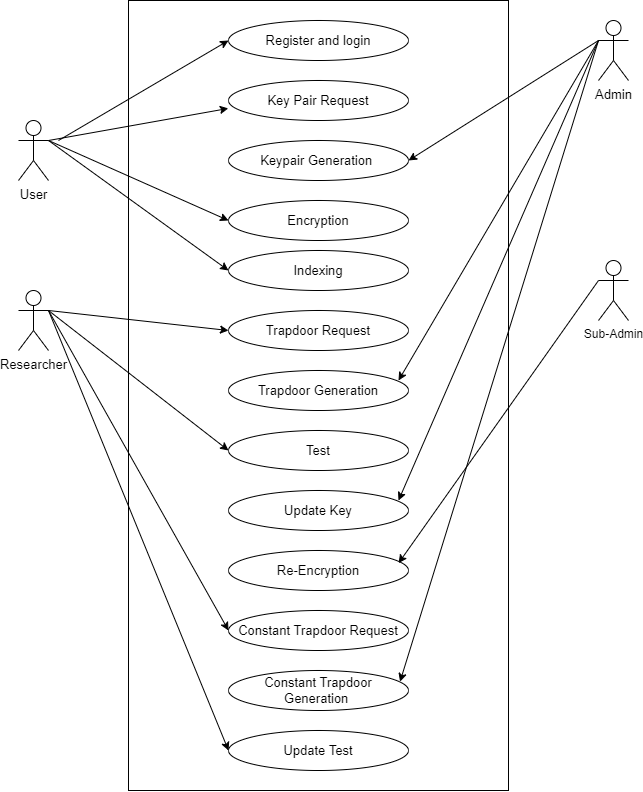 Register and login
Admin
Key Pair Request
Keypair Generation
User
Encryption
Indexing
Trapdoor Request
Sub-Admin
Researcher
Trapdoor Generation
Test
Update Key
Re-Encryption
Constant Trapdoor Request
Constant Trapdoor
Generation
Update Test